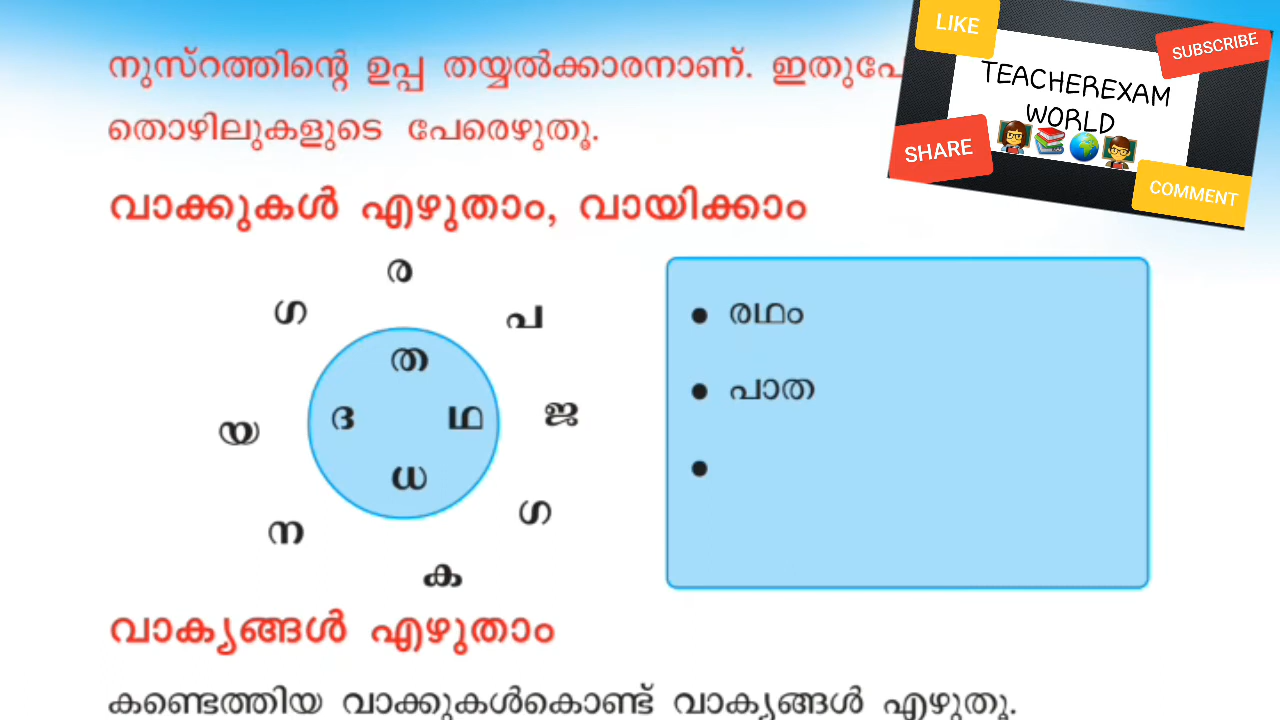 നുസ്റത്തിന്റെ ഉപ്പ തയ്യൽക്കാരനാണ്. ഇതുപോ
തൊഴിലുകളുടെ പേരെഴുതൂ.
LIKE
SUBSCRIBE
TEACHEREXAM
WORLD
SHARE
COMMENT
വാക്കുകൾ എഴുതാം, വായിക്കാം
ര
ഗ
പ
ത
ദ
ഥ
ജ
യ
ധ
ഗ
ന
ക
• രഥം
• പാത
•
വാക്യങ്ങൾ എഴുതാം
കണ്ടെത്തിയ വാക്കുകൾകൊണ്ട് വാക്യങ്ങൾ എഴുതൂ.